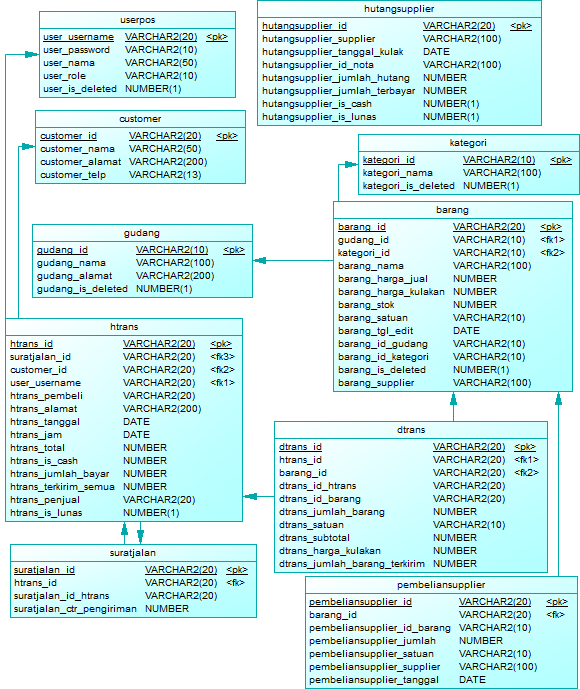 userpos
user_username VARCHAR2(20) <pk>
user_password VARCHAR2(10)
user_nama VARCHAR2(50)
user_role VARCHAR2(10)
user_is_deleted NUMBER(1)
hutangsupplier
hutangsupplier_id VARCHAR2(20) <pk>
hutangsupplier_supplier VARCHAR2(100)
hutangsupplier_tanggal_kulak DATE
hutangsupplier_id_nota VARCHAR2(100)
hutangsupplier_jumlah_hutang NUMBER
hutangsupplier_jumlah_terbayar NUMBER
hutangsupplier_is_cash NUMBER(1)
hutangsupplier_is_lunas NUMBER(1)
customer
customer_id VARCHAR2(20) <pk>
customer_nama VARCHAR2(50)
customer_alamat VARCHAR2(200)
customer_telp VARCHAR2(13)
kategori
kategori_id VARCHAR2(10) <pk>
kategori_nama VARCHAR2(100)
kategori_is_deleted NUMBER(1)
gudang
gudang_id VARCHAR2(10) <pk>
gudang_nama VARCHAR2(100)
gudang_alamat VARCHAR2(200)
gudang_is_deleted NUMBER(1)
barang
barang_id VARCHAR2(20) <pk>
gudang_id VARCHAR2(10) <fk1>
kategori_id VARCHAR2(10) <fk2>
barang_nama VARCHAR2(100)
barang_harga_jual NUMBER
barang_harga_kulakan NUMBER
barang_stok NUMBER
barang_satuan VARCHAR2(10)
barang_tgl_edit DATE
barang_id_gudang VARCHAR2(10)
barang_id_kategori VARCHAR2(10)
barang_is_deleted NUMBER(1)
barang_supplier VARCHAR2(100)
htrans
htrans_id VARCHAR2(20) <pk>
suratjalan_id VARCHAR2(20) <fk3>
customer_id VARCHAR2(20) <fk2>
user_username VARCHAR2(20) <fk1>
htrans_pembeli VARCHAR2(20)
htrans_alamat VARCHAR2(200)
htrans_tanggal DATE
htrans_jam DATE
htrans_total NUMBER
htrans_is_cash NUMBER
htrans_jumlah_bayar NUMBER
htrans_terkirim_semua NUMBER
htrans_penjual VARCHAR2(20)
htrans_is_lunas NUMBER(1)
dtrans
dtrans_id VARCHAR2(20) <pk>
htrans_id VARCHAR2(20) <fk1>
barang_id VARCHAR2(20) <fk2>
dtrans_id_htrans VARCHAR2(20)
dtrans_id_barang VARCHAR2(20)
dtrans_jumlah_barang NUMBER
dtrans_satuan VARCHAR2(10)
dtrans_subtotal NUMBER
dtrans_harga_kulakan NUMBER
dtrans_jumlah_barang_terkirim NUMBER
suratjalan
suratjalan_id VARCHAR2(20) <pk>
htrans_id VARCHAR2(20) <fk>
suratjalan_id_htrans VARCHAR2(20)
suratjalan_ctr_pengiriman NUMBER
pembeliansupplier
pembeliansupplier_id VARCHAR2(20) <pk>
barang_id VARCHAR2(20) <fk>
pembeliansupplier_id_barang VARCHAR2(10)
pembeliansupplier_jumlah NUMBER
pembeliansupplier_satuan VARCHAR2(10)
pembeliansupplier_supplier VARCHAR2(100)
pembeliansupplier_tanggal DATE